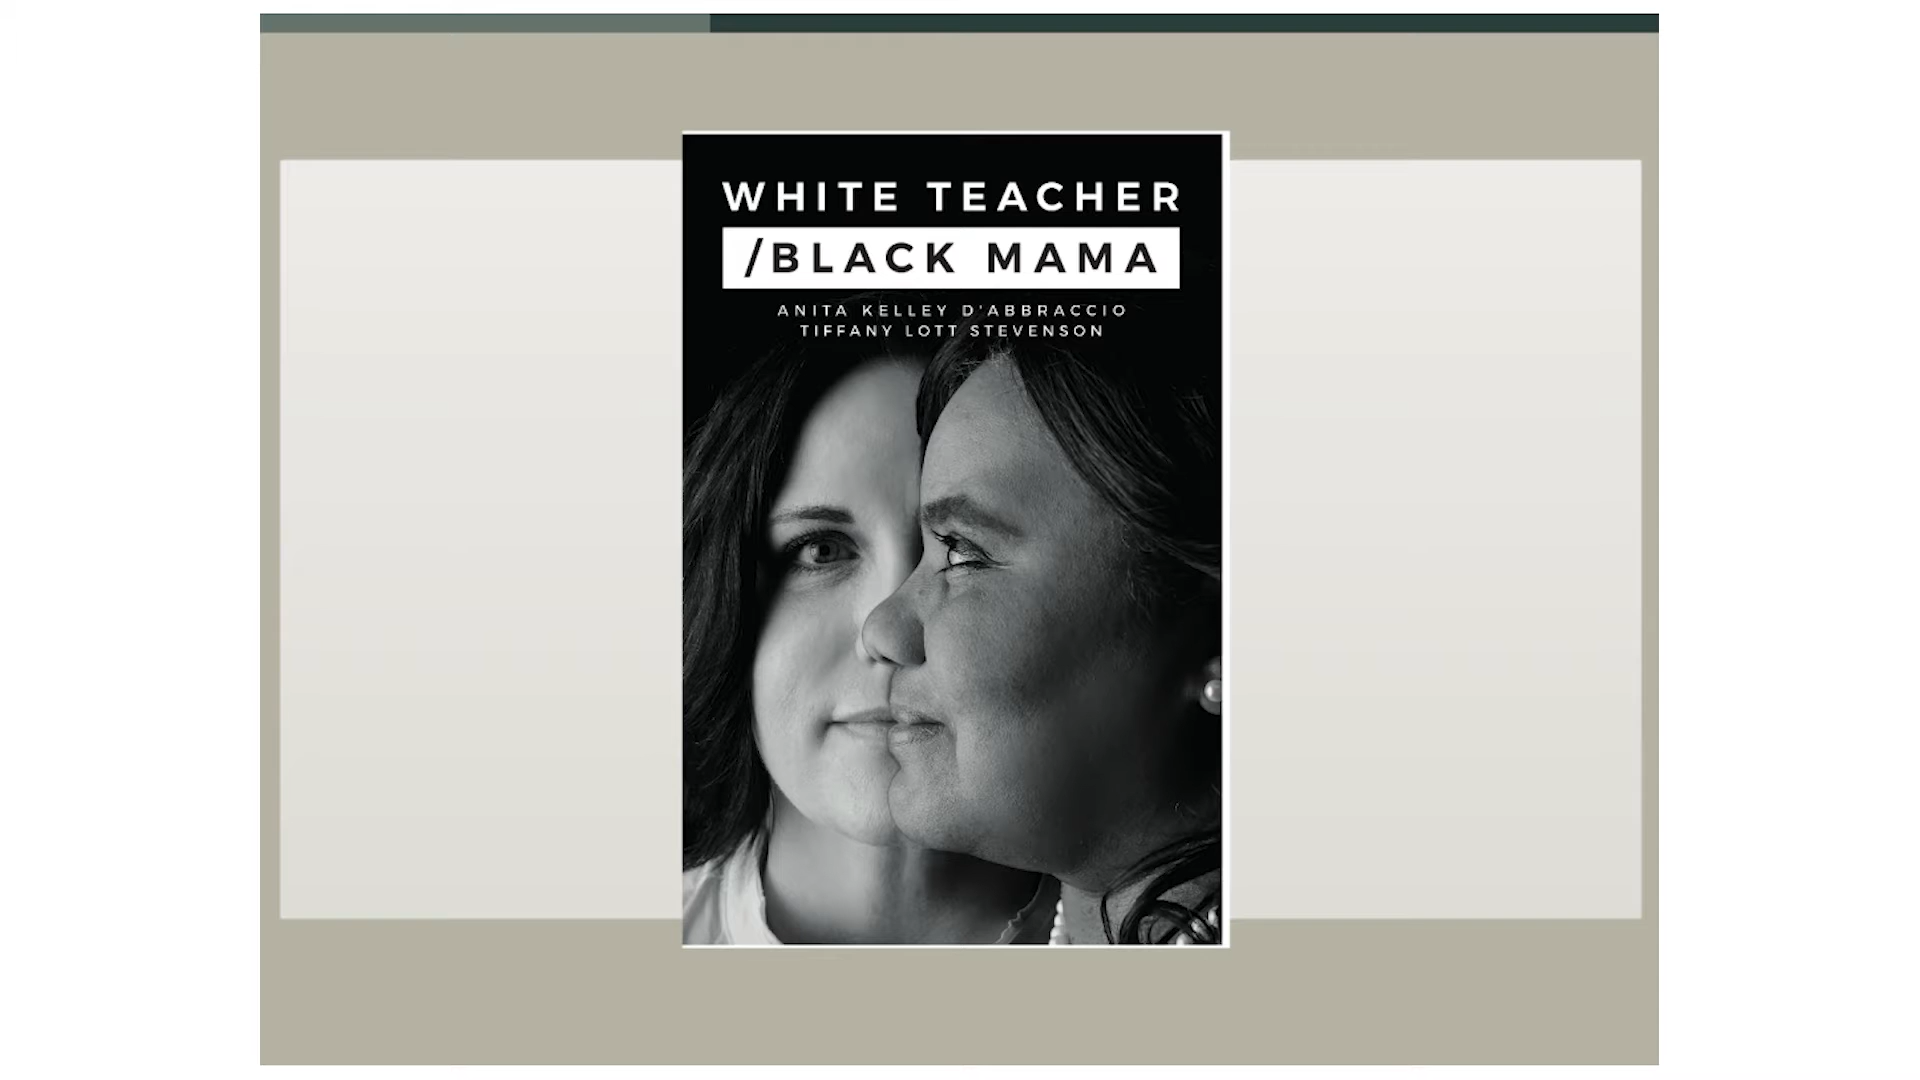 WHITE TEACHER
/BLACK MAMA
ANITA KELLEY D'ABBRACCIO
TIFFANY LOTT STEVENSON